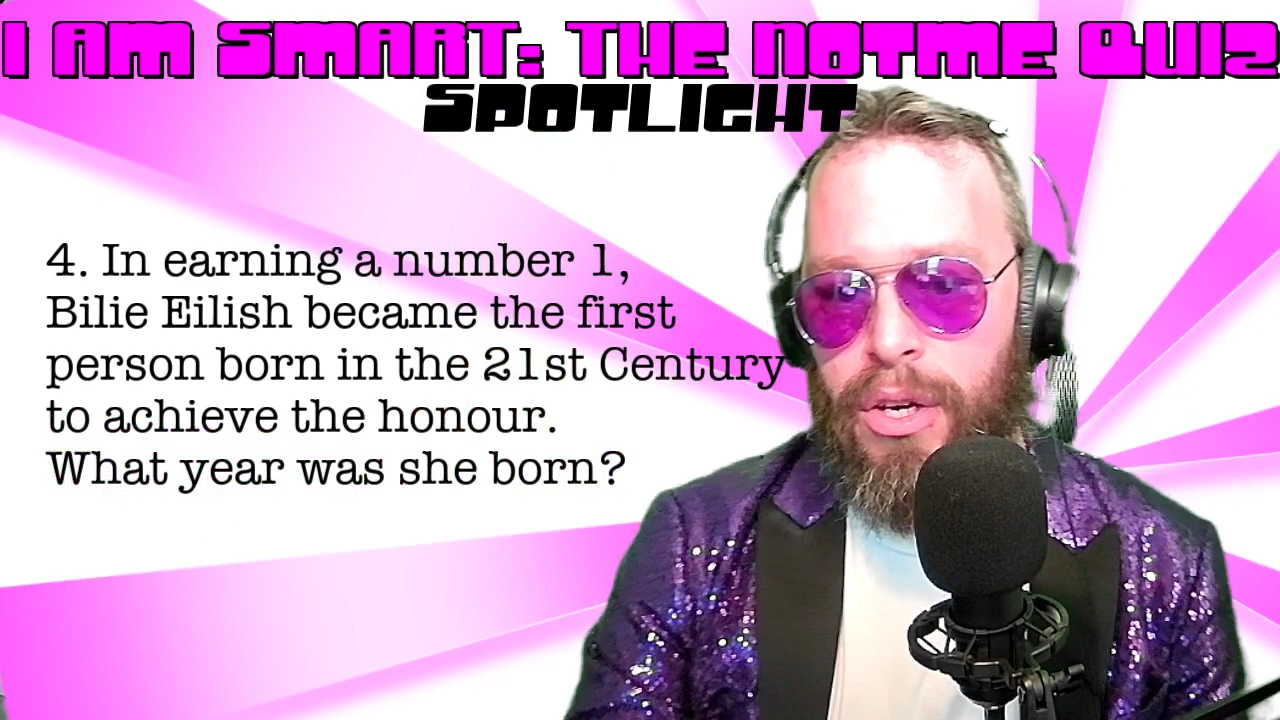 I AM SMART: THE NOTME QUIZ
SPOTLIGHT
4. In earning a number 1,
Bilie Eilish became the first
person born in the 21st Century
to achieve the honour.
What year was she born?